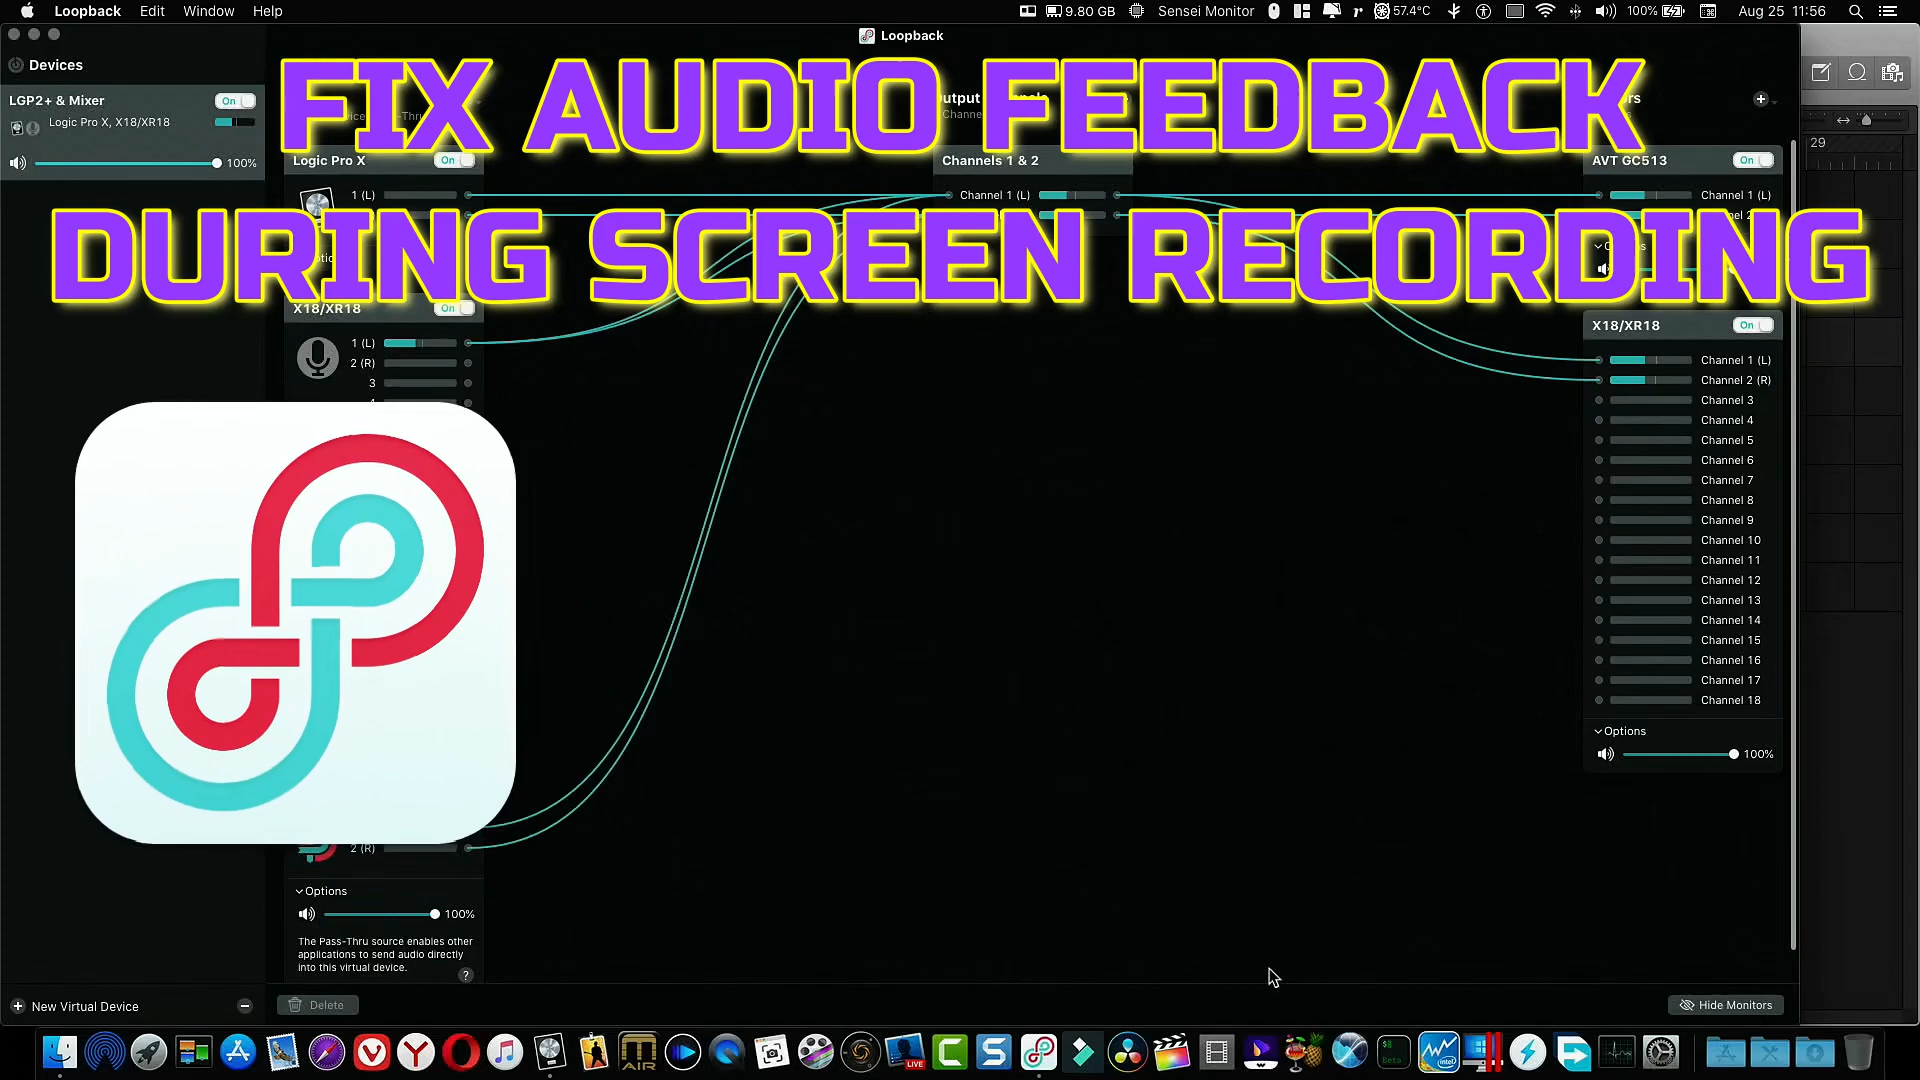 Loopback Edit Window Help
9.80 GB Sensei Monitor 57.4°C 100% Aug 25 11:56
Loopback
Devices
LGP2+ & Mixer On
Logic Pro X, X18/XR18
100%
FIX AUDIO FEEDBACK
DURING SCREEN RECORDING
Logic Pro X On
1 (L)
X18/XR18 On
1 (L)
2 (R)
3
2 (R)
Options
100%
The Pass-Thru source enables other
applications to send audio directly
into this virtual device.
?
Channels 1 & 2
Channel 1 (L)
AVT GC513 On
Channel 1 (L)
X18/XR18 On
Channel 1 (L)
Channel 2 (R)
Channel 3
Channel 4
Channel 5
Channel 6
Channel 7
Channel 8
Channel 9
Channel 10
Channel 11
Channel 12
Channel 13
Channel 14
Channel 15
Channel 16
Channel 17
Channel 18
Options
100%
29
New Virtual Device
Delete
Hide Monitors
AIR
LIVE
Beta
intel